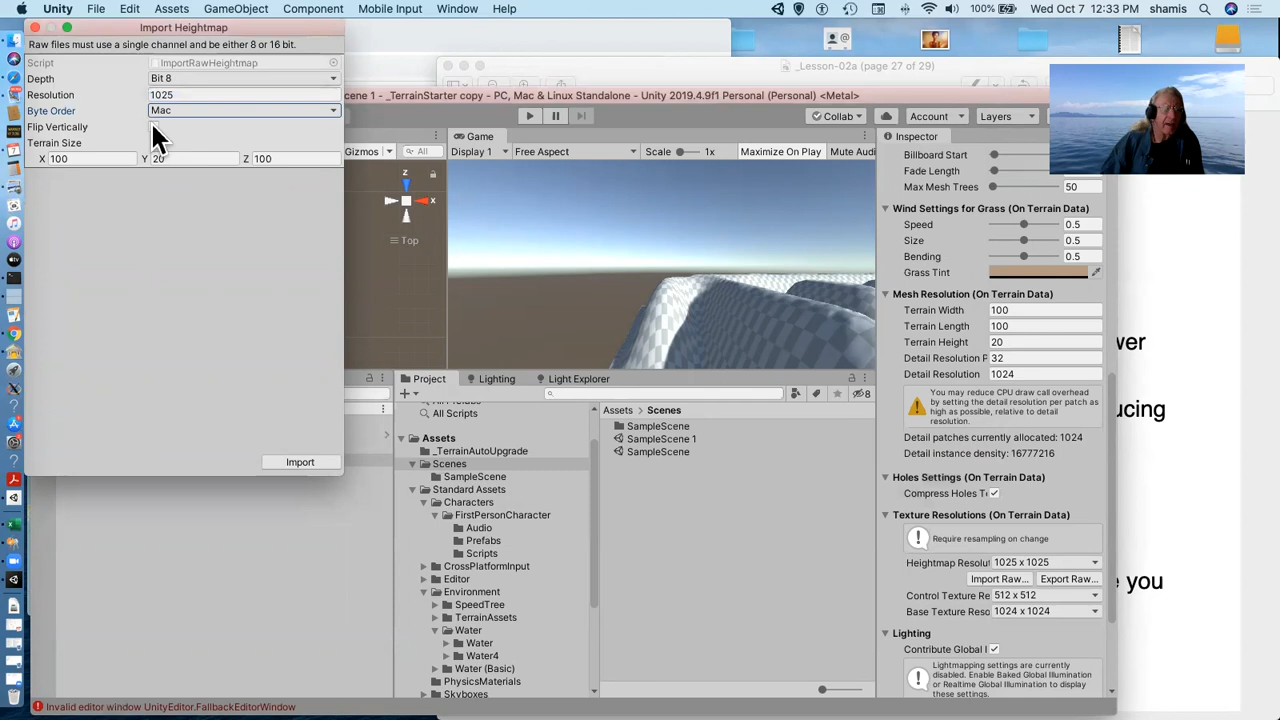 Unity File Edit Assets GameObject Component Mobile Input Window Help 100% Wed Oct 7 12:33 PM shamis
Import Heightmap
Raw files must use a single channel and be either 8 or 16 bit.
Script ImportRawHeightmap
Depth Bit 8
Resolution 1025
Byte Order Mac
Flip Vertically
Terrain Size
X 100 Y 20 Z 100
Import
_Lesson-02a (page 27 of 29)
cene 1 - _TerrainStarter copy - PC, Mac & Linux Standalone - Unity 2019.4.9f1 Personal (Personal) <Metal>
Collab Account Layers
Game
Gizmos All Display 1 Free Aspect Scale 1x Maximize On Play Mute Audi
z
x
Top
Inspector
Billboard Start
Fade Length
Max Mesh Trees 50
Wind Settings for Grass (On Terrain Data)
Speed 0.5
Size 0.5
Bending 0.5
Grass Tint
Mesh Resolution (On Terrain Data)
Terrain Width 100
Terrain Length 100
Terrain Height 20
Detail Resolution P 32
Detail Resolution 1024
You may reduce CPU draw call overhead
by setting the detail resolution per patch as
high as possible, relative to detail
resolution.
Detail patches currently allocated: 1024
Detail instance density: 16777216
Holes Settings (On Terrain Data)
Compress Holes T
Texture Resolutions (On Terrain Data)
Require resampling on change
Heightmap Resolu 1025 x 1025
Import Raw... Export Raw...
Control Texture Re 512 x 512
Base Texture Reso 1024 x 1024
Lighting
Contribute Global I
Lightmapping settings are currently
disabled. Enable Baked Global Illumination
or Realtime Global Illumination to display
these settings.
Project Lighting Light Explorer
8
All Prefabs
All Scripts
Assets
_TerrainAutoUpgrade
Scenes
SampleScene
Standard Assets
Characters
FirstPersonCharacter
Audio
Prefabs
Scripts
CrossPlatformInput
Editor
Environment
SpeedTree
TerrainAssets
Water
Water
Water4
Water (Basic)
PhysicsMaterials
Skyboxes
Assets Scenes
SampleScene
SampleScene 1
SampleScene
wer
ucing
e you
Invalid editor window UnityEditor.FallbackEditorWindow